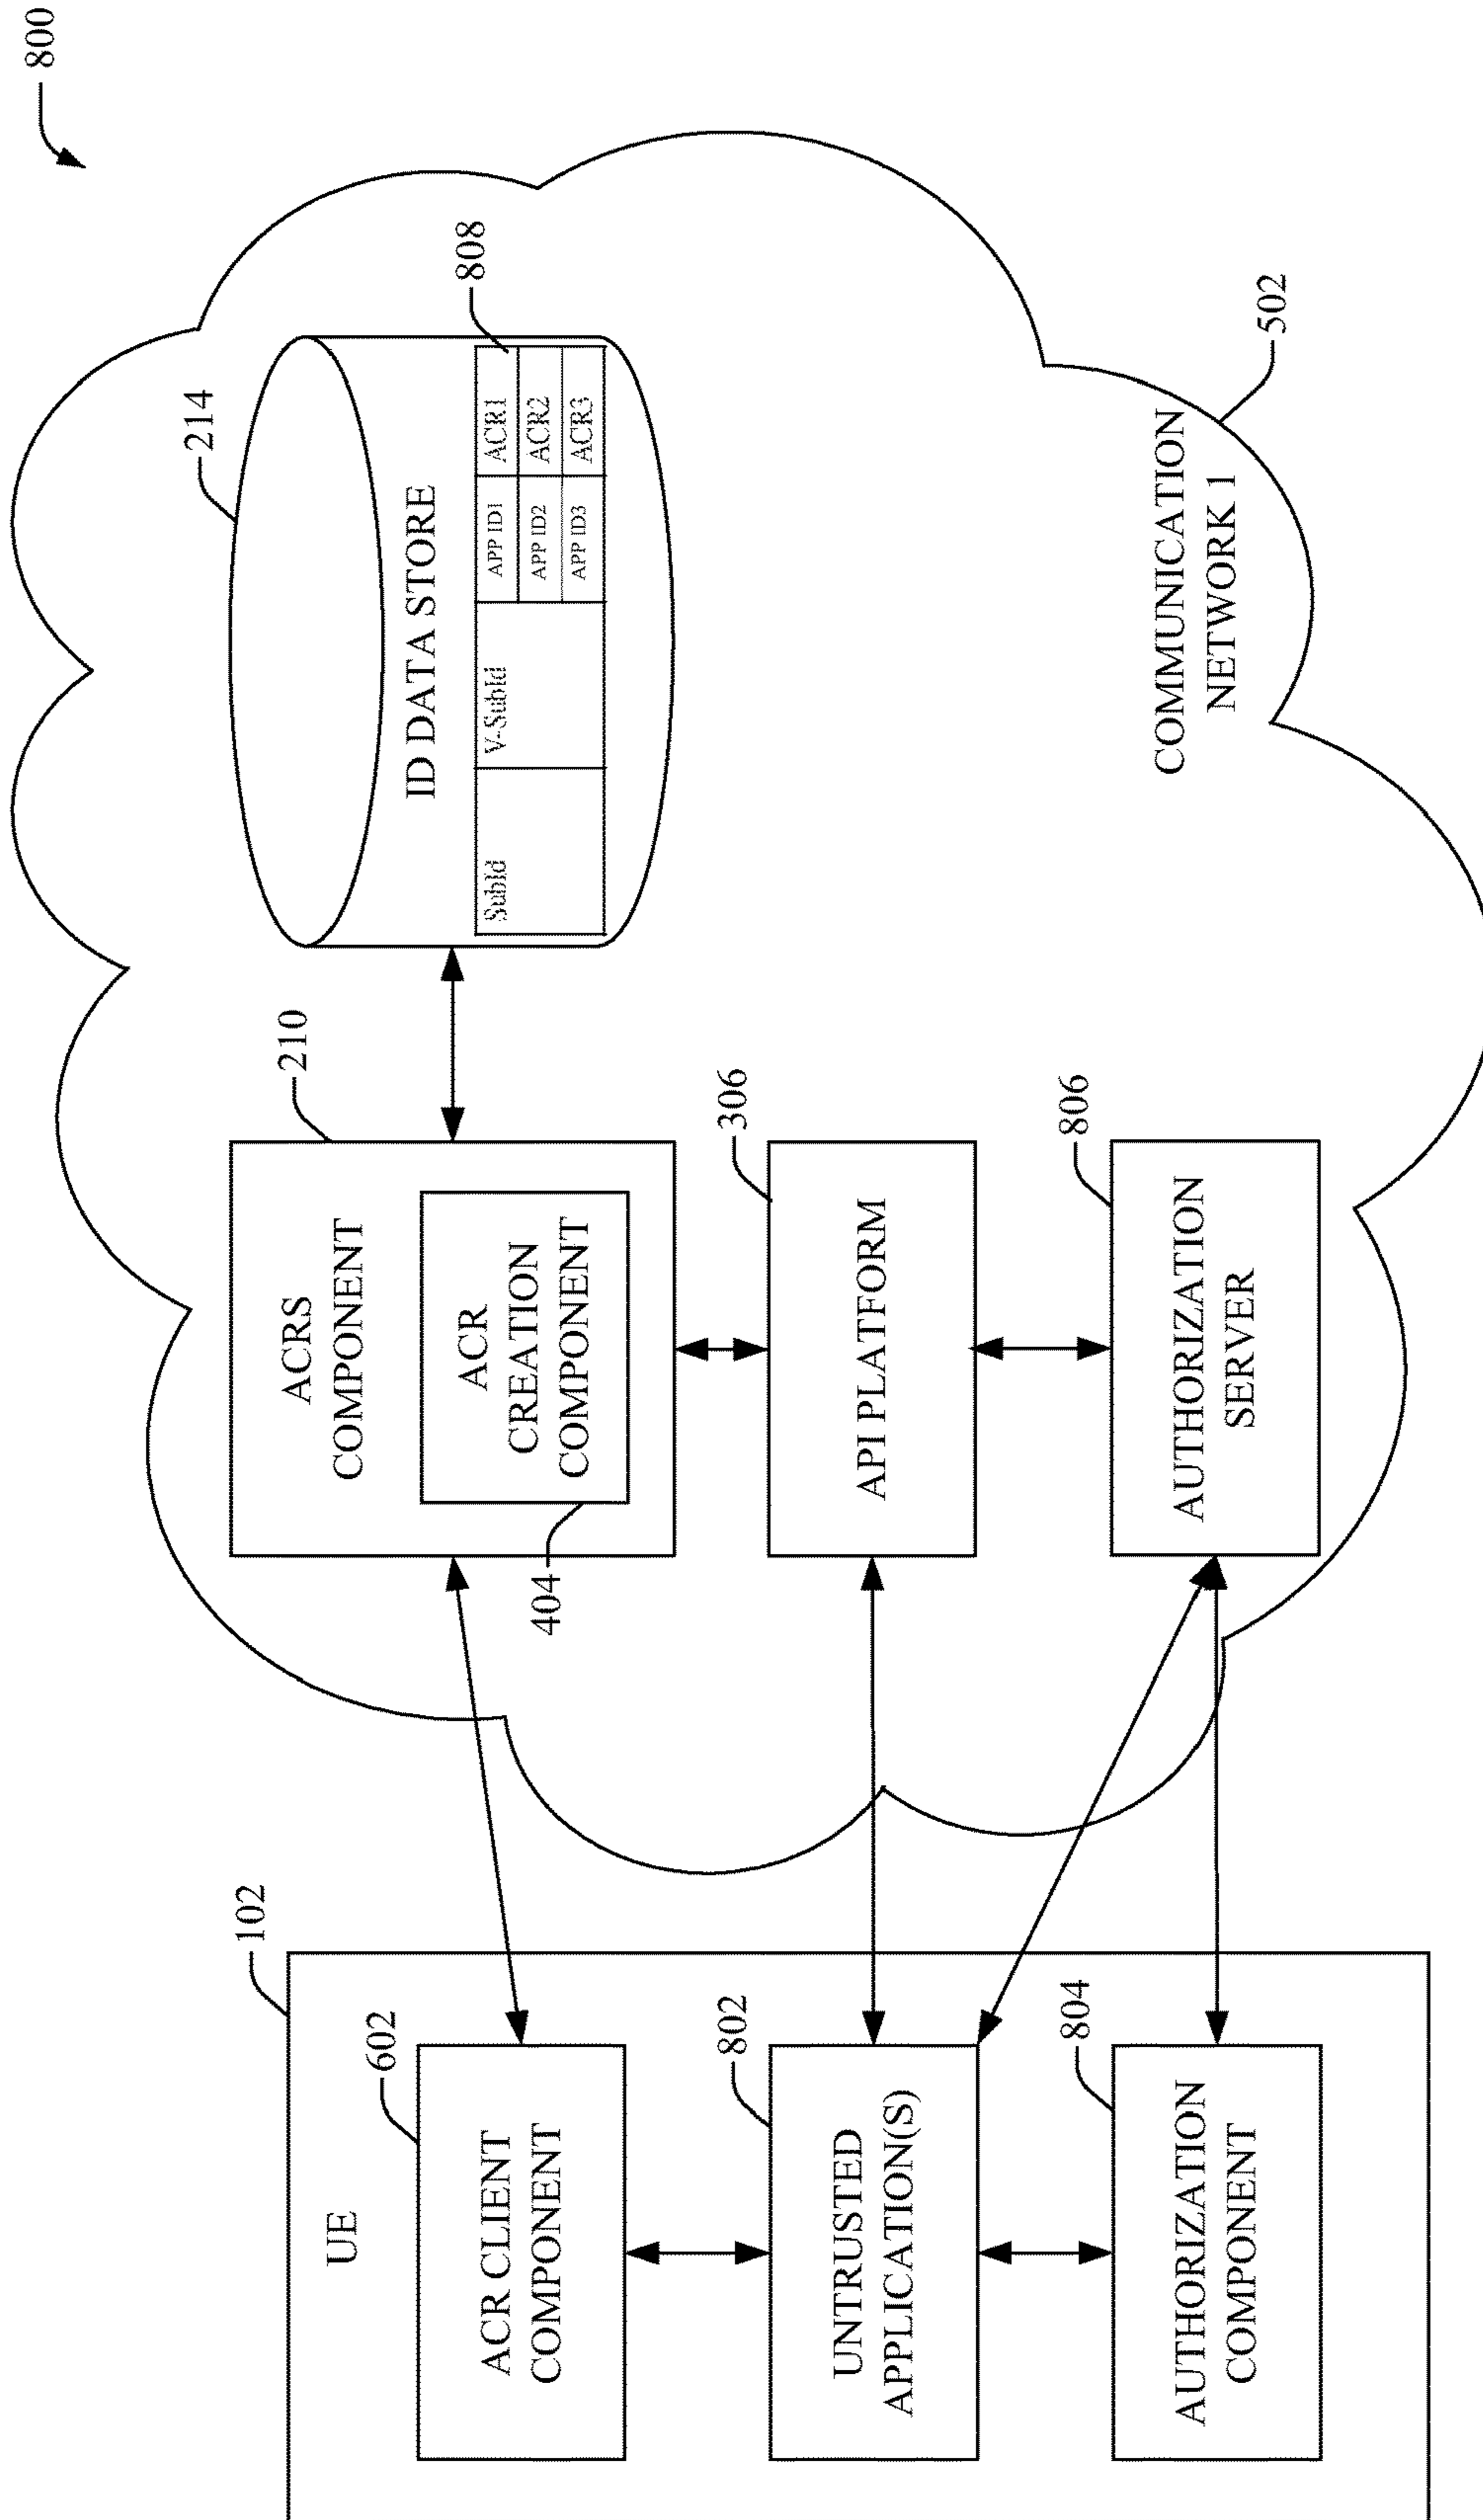 800
102
UE
602
ACR CLIENT
COMPONENT
802
UNTRUSTED
APPLICATION(S)
804
AUTHORIZATION
COMPONENT
210
ACRS
COMPONENT
ACR
CREATION
COMPONENT
404
306
API PLATFORM
806
AUTHORIZATION
SERVER
214
ID DATA STORE
808
SubId V-SubId APP ID1 ACR1
APP ID2 ACR2
APP ID3 ACR3
COMMUNICATION
NETWORK 1
502